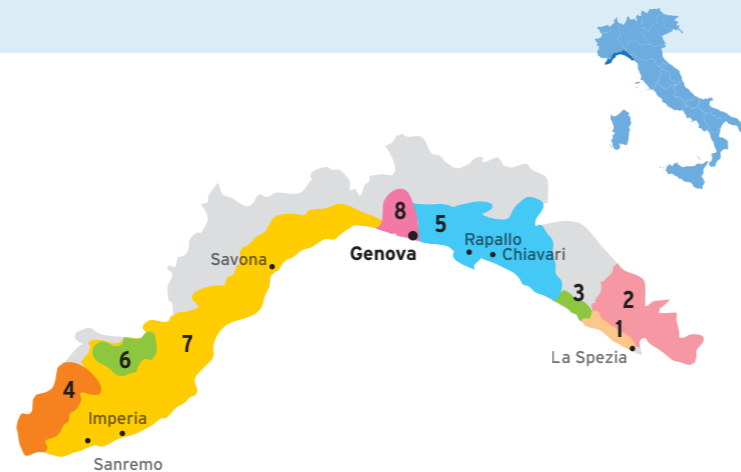 8
5
Genova
Rapallo
Chiavari
Savona
3
2
1
La Spezia
7
6
4
Imperia
Sanremo